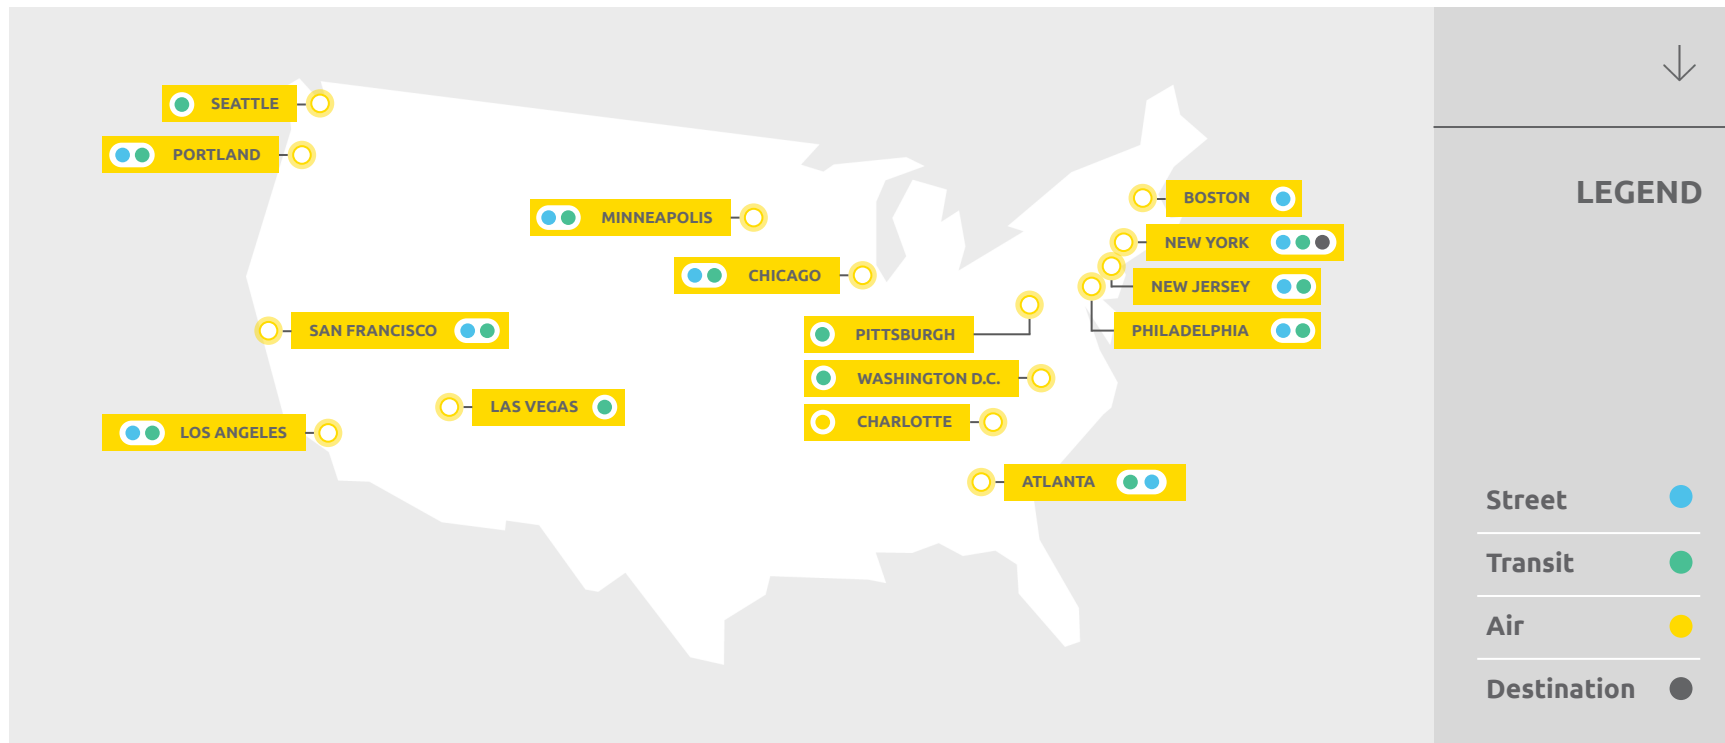 SEATTLE
PORTLAND
MINNEAPOLIS
CHICAGO
SAN FRANCISCO
LAS VEGAS
LOS ANGELES
BOSTON
NEW YORK
NEW JERSEY
PHILADELPHIA
PITTSBURGH
WASHINGTON D.C.
CHARLOTTE
ATLANTA
LEGEND
Street
Transit
Air
Destination